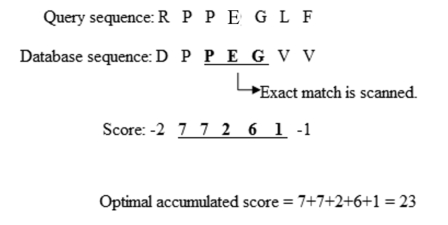 Query sequence: R P P E G L F
Database sequence: D P P E G V V
Exact match is scanned.
Score: -2 7 7 2 6 1 -1
Optimal accumulated score = 7+7+2+6+1 = 23